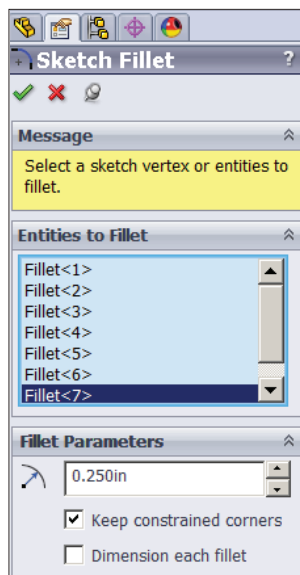 Sketch Fillet ?
Message
Select a sketch vertex or entities to
fillet.
Entities to Fillet
Fillet<1>
Fillet<2>
Fillet<3>
Fillet<4>
Fillet<5>
Fillet<6>
Fillet<7>
Fillet Parameters
0.250in
Keep constrained corners
Dimension each fillet